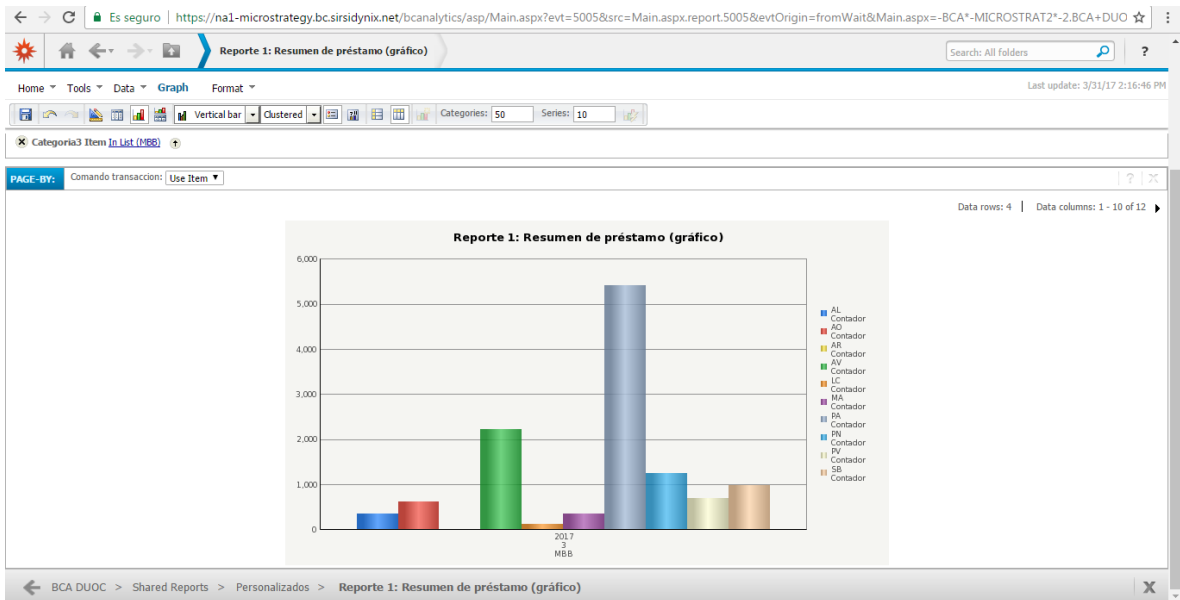 Es seguro | https://na1-microstrategy.bc.sirsidynix.net/bcanalytics/asp/Main.aspx?evt=5005&src=Main.aspx.report.5005&evtOrigin=fromWait&Main.aspx=-BCA*-MICROSTRAT2*-2.BCA+DUO
Reporte 1: Resumen de préstamo (gráfico)
Search: All folders
?
Home Tools Data Graph Format
Last update: 3/31/17 2:16:46 PM
Vertical bar Clustered Categories: 50 Series: 10
Categoria3 Item In List (MBB)
PAGE-BY: Comando transaccion: Use Item
? X
Data rows: 4 | Data columns: 1 - 10 of 12
Reporte 1: Resumen de préstamo (gráfico)
6,000
5,000
4,000
3,000
2,000
1,000
0
2017
3
MBB
AL
Contador
AO
Contador
AR
Contador
AV
Contador
LC
Contador
MA
Contador
PA
Contador
PN
Contador
PV
Contador
SB
Contador
BCA DUOC > Shared Reports > Personalizados > Reporte 1: Resumen de préstamo (gráfico)
X